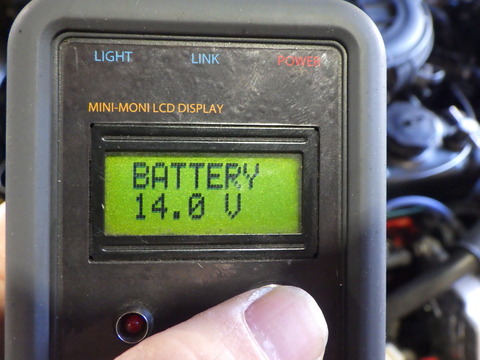 LIGHT LINK POWER
MINI-MONI LCD DISPLAY
BATTERY
14.0 V